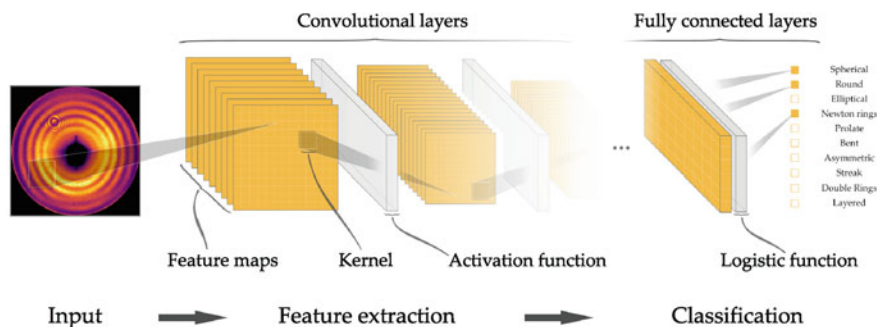 Convolutional layers
Fully connected layers
Spherical
Round
Elliptical
Newton rings
Prolate
Bent
Asymmetric
Streak
Double Rings
Layered
...
Feature maps
Kernel
Activation function
Logistic function
Input
Feature extraction
Classification